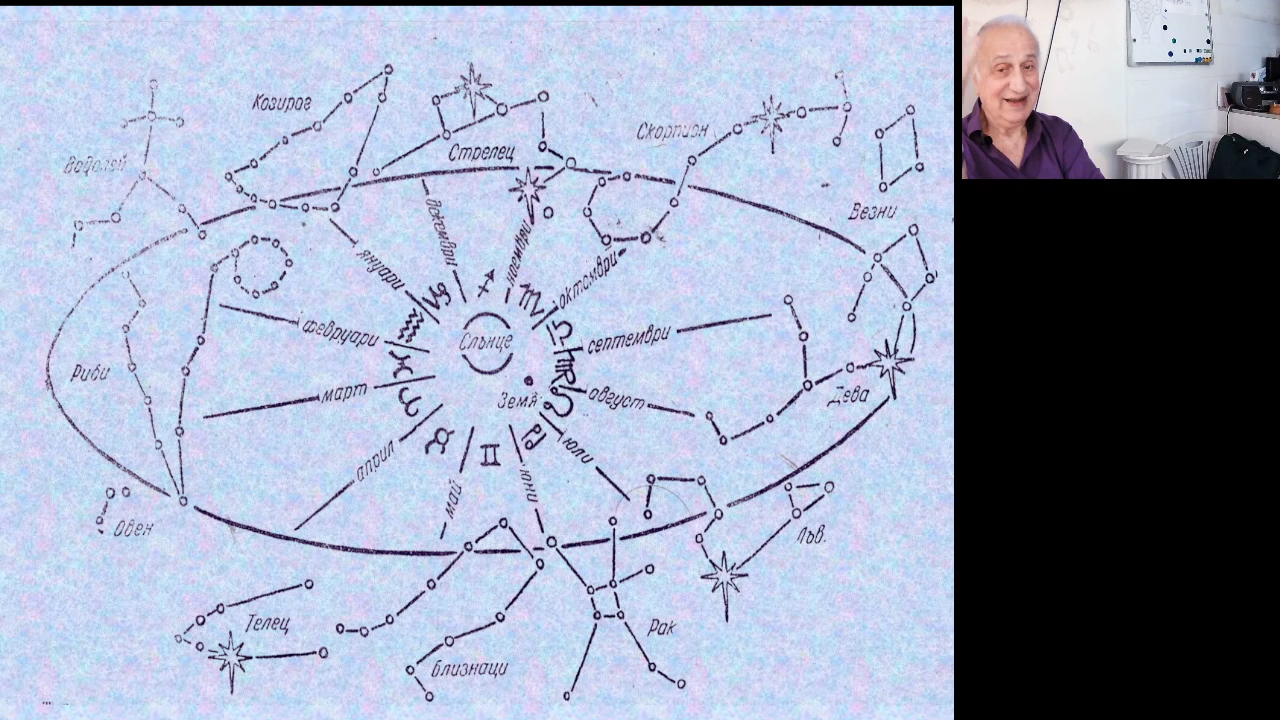 Козирог
Скорпион
Водолей
Стрелец
Везни
декември
ноември
януари
октомври
февруари
Слънце
септември
Риби
март
Земя
август
Дева
април
май
юни
юли
Овен
Лъв.
Телец
Рак
близнаци